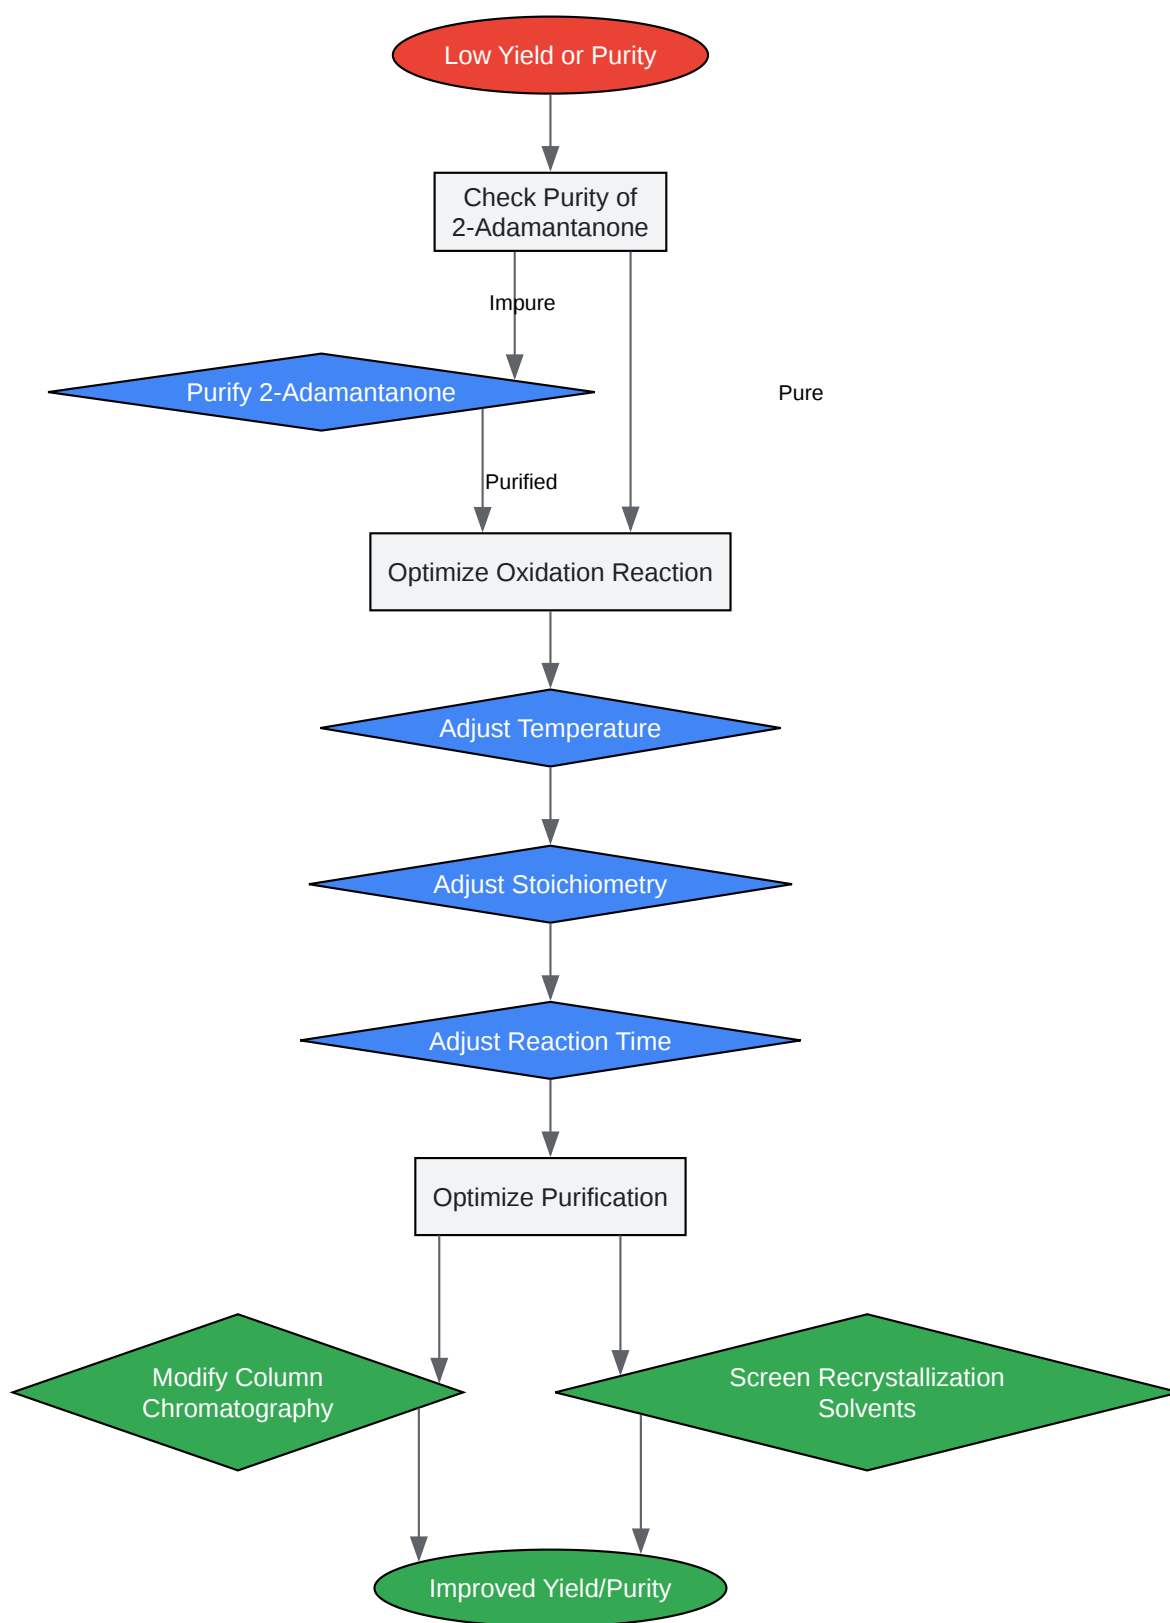 Low Yield or Purity
Check Purity of
2-Adamantanone
Impure
Purify 2-Adamantanone
Pure
Purified
Optimize Oxidation Reaction
Adjust Temperature
Adjust Stoichiometry
Adjust Reaction Time
Optimize Purification
Modify Column
Chromatography
Screen Recrystallization
Solvents
Improved Yield/Purity